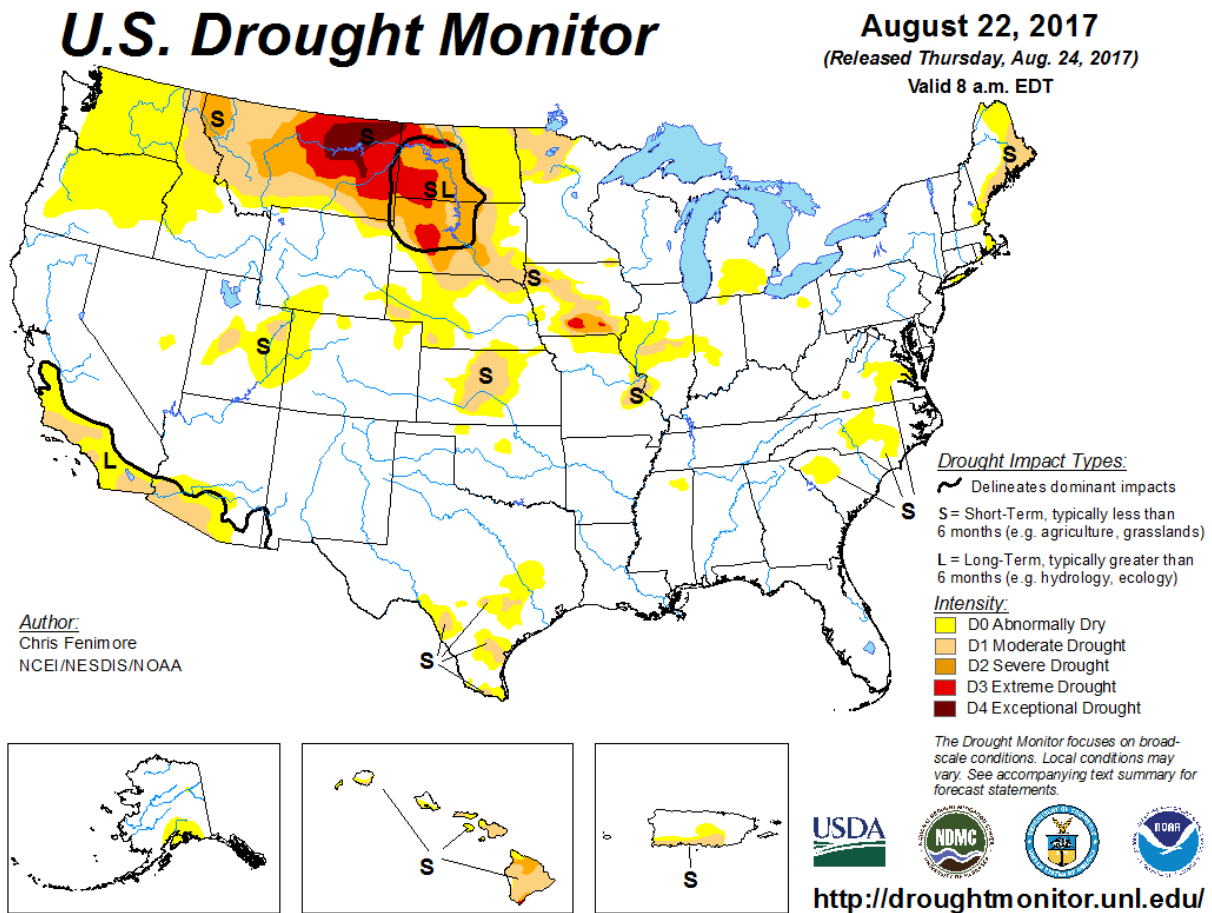 U.S. Drought Monitor
August 22, 2017
(Released Thursday, Aug. 24, 2017)
Valid 8 a.m. EDT
S
S
S
SL
S
S
S
S
L
S
S
Drought Impact Types:
Delineates dominant impacts
S = Short-Term, typically less than
6 months (e.g. agriculture, grasslands)
L = Long-Term, typically greater than
6 months (e.g. hydrology, ecology)
Intensity:
D0 Abnormally Dry
D1 Moderate Drought
D2 Severe Drought
D3 Extreme Drought
D4 Exceptional Drought
Author:
Chris Fenimore
NCEI/NESDIS/NOAA
The Drought Monitor focuses on broad-
scale conditions. Local conditions may
vary. See accompanying text summary for
forecast statements.
S
S
USDA
NDMC
NOAA
http://droughtmonitor.unl.edu/